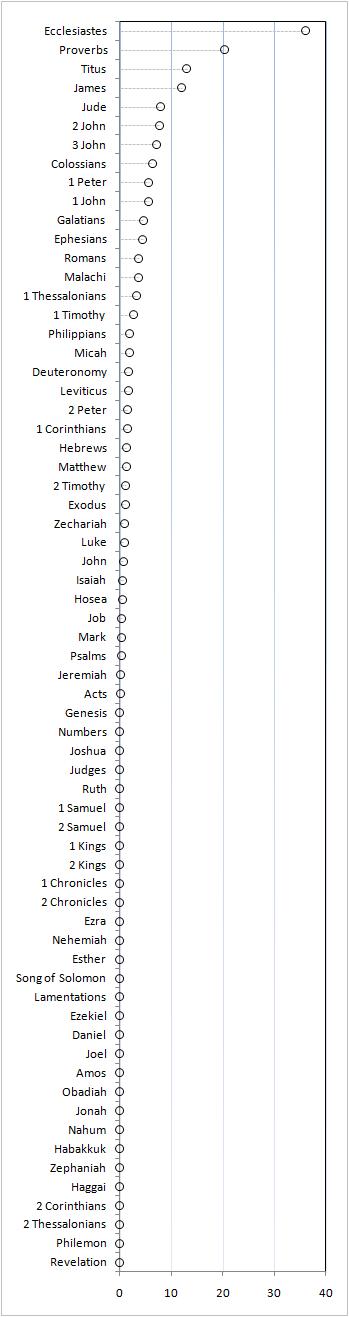 Ecclesiastes
Proverbs
Titus
James
Jude
2 John
3 John
Colossians
1 Peter
1 John
Galatians
Ephesians
Romans
Malachi
1 Thessalonians
1 Timothy
Philippians
Micah
Deuteronomy
Leviticus
2 Peter
1 Corinthians
Hebrews
Matthew
2 Timothy
Exodus
Zechariah
Luke
John
Isaiah
Hosea
Job
Mark
Psalms
Jeremiah
Acts
Genesis
Numbers
Joshua
Judges
Ruth
1 Samuel
2 Samuel
1 Kings
2 Kings
1 Chronicles
2 Chronicles
Ezra
Nehemiah
Esther
Song of Solomon
Lamentations
Ezekiel
Daniel
Joel
Amos
Obadiah
Jonah
Nahum
Habakkuk
Zephaniah
Haggai
2 Corinthians
2 Thessalonians
Philemon
Revelation
0 10 20 30 40